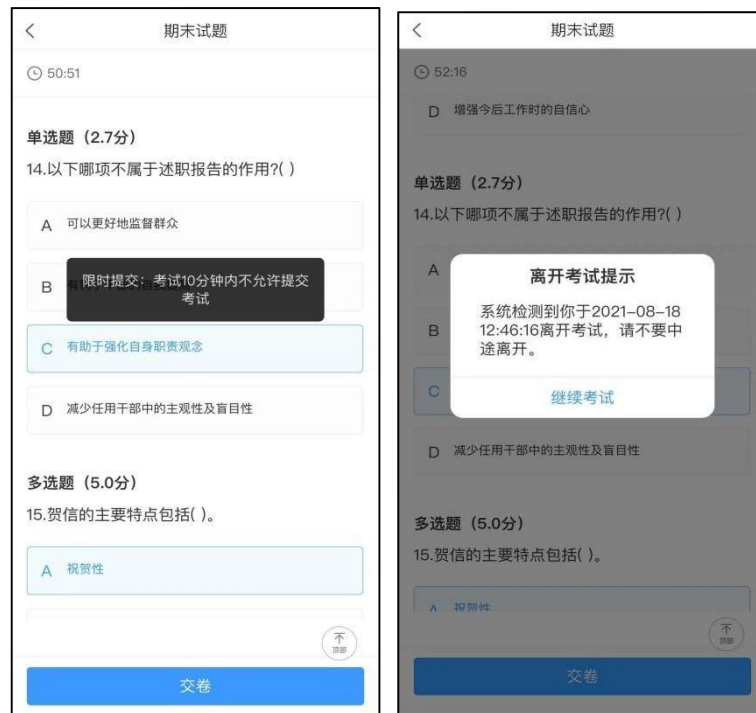 期末试题
50:51
单选题（2.7分）
14.以下哪项不属于述职报告的作用?( )
A 可以更好地监督群众
限时提交：考试10分钟内不允许提交
考试
B
C 有助于强化自身职责观念
D 减少任用干部中的主观性及盲目性
多选题（5.0分）
15.贺信的主要特点包括( )。
A 祝贺性
顶部
交卷
期末试题
52:16
D 增强今后工作时的自信心
单选题（2.7分）
14.以下哪项不属于述职报告的作用?( )
A
离开考试提示
系统检测到你于2021-08-18
12:46:16离开考试，请不要中
途离开。
继续考试
B
C
D 减少任用干部中的主观性及盲目性
多选题（5.0分）
15.贺信的主要特点包括( )。
A 祝贺性
顶部
交卷